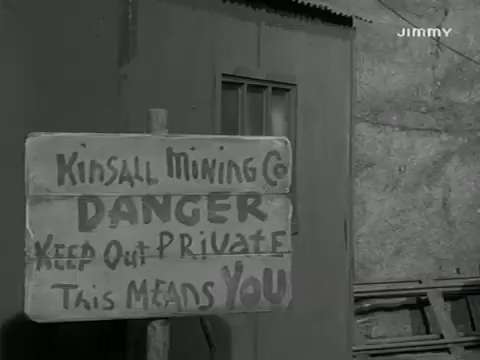 JIMMY
KINSALL MINING Co
DANGER
KEEP OUT PRIVATE
THIS MEANS YOU